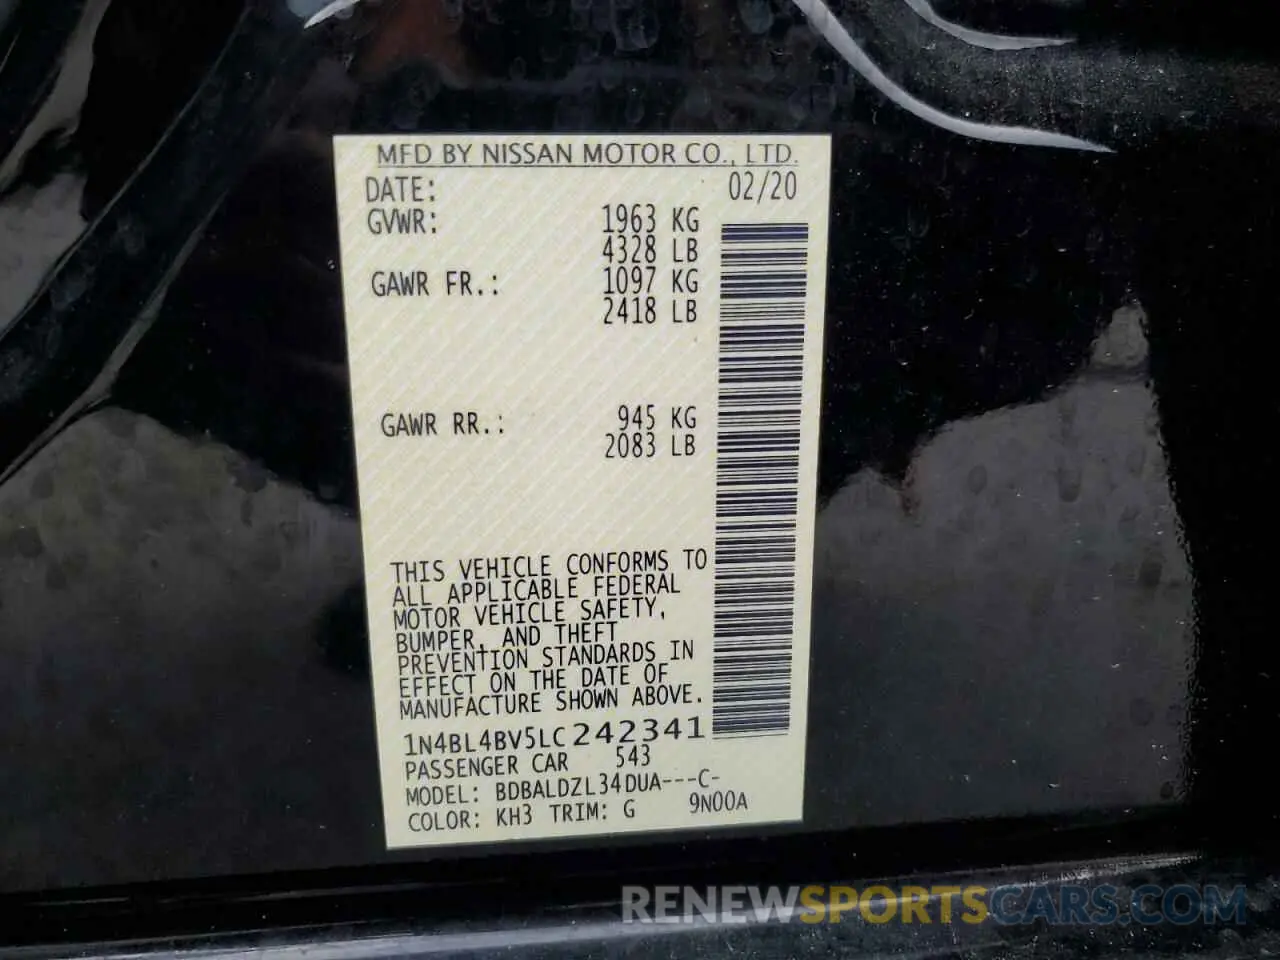 MFD BY NISSAN MOTOR CO., LTD.
DATE: 02/20
GVWR: 1963 KG
4328 LB
GAWR FR.: 1097 KG
2418 LB
GAWR RR.: 945 KG
2083 LB
THIS VEHICLE CONFORMS TO
ALL APPLICABLE FEDERAL
MOTOR VEHICLE SAFETY,
BUMPER, AND THEFT
PREVENTION STANDARDS IN
EFFECT ON THE DATE OF
MANUFACTURE SHOWN ABOVE.
1N4BL4BV5LC242341
PASSENGER CAR 543
MODEL: BDBALDZL34DUA---C-
COLOR: KH3 TRIM: G 9N00A
RENEWSPORTSCARS.COM